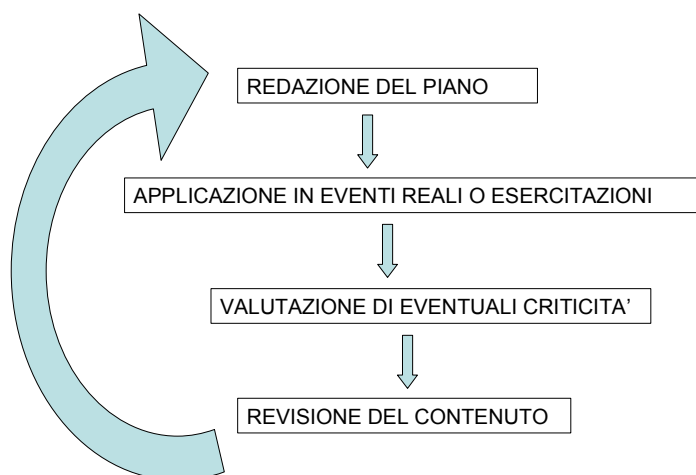 REDAZIONE DEL PIANO
APPLICAZIONE IN EVENTI REALI O ESERCITAZIONI
VALUTAZIONE DI EVENTUALI CRITICITA’
REVISIONE DEL CONTENUTO